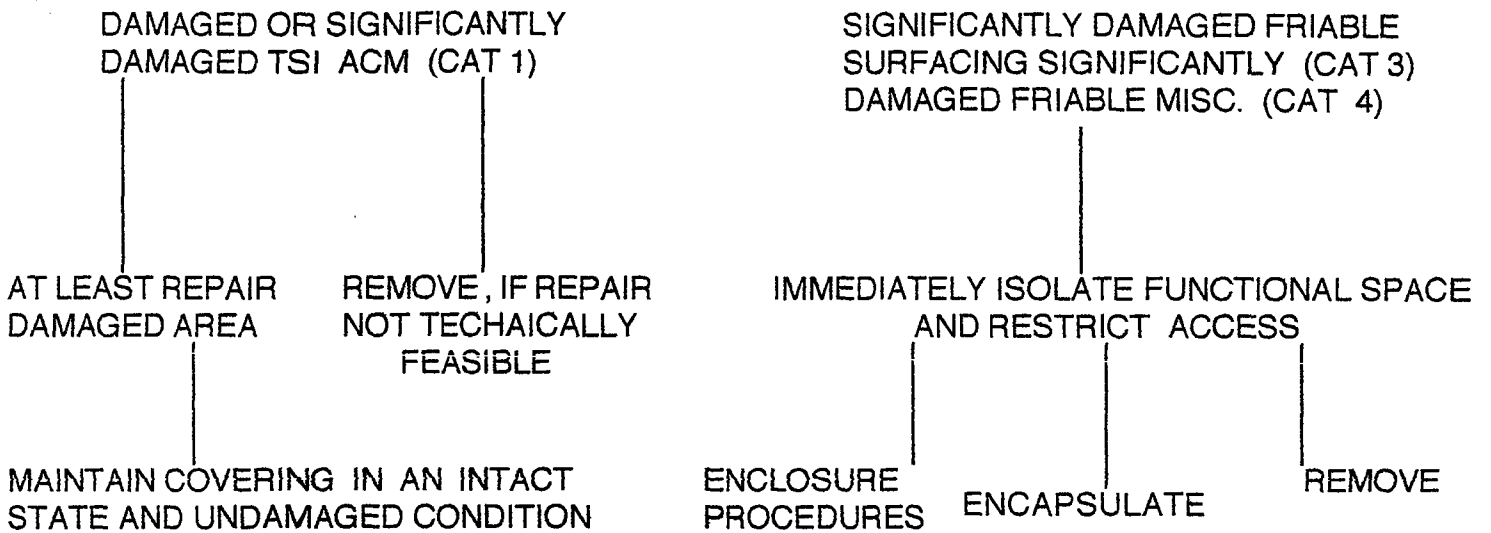 DAMAGED OR SIGNIFICANTLY
DAMAGED TSI ACM (CAT 1)
AT LEAST REPAIR
DAMAGED AREA
REMOVE, IF REPAIR
NOT TECHAICALLY
FEASIBLE
MAINTAIN COVERING IN AN INTACT
STATE AND UNDAMAGED CONDITION
SIGNIFICANTLY DAMAGED FRIABLE
SURFACING SIGNIFICANTLY (CAT 3)
DAMAGED FRIABLE MISC. (CAT 4)
IMMEDIATELY ISOLATE FUNCTIONAL SPACE
AND RESTRICT ACCESS
ENCLOSURE
PROCEDURES
ENCAPSULATE
REMOVE